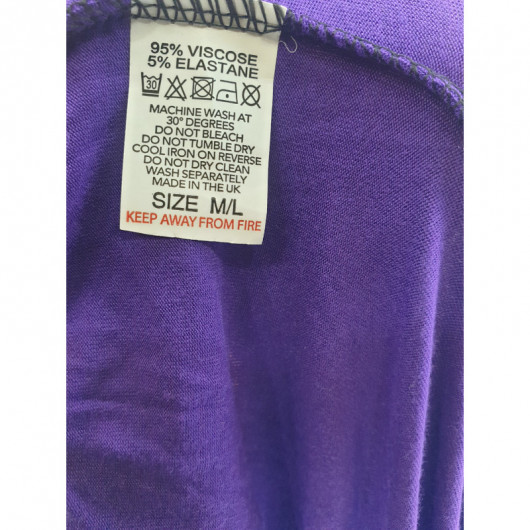 95% VISCOSE
5% ELASTANE
30
MACHINE WASH AT
30° DEGREES
DO NOT BLEACH
DO NOT TUMBLE DRY
COOL IRON ON REVERSE
DO NOT DRY CLEAN
WASH SEPARATELY
MADE IN THE UK
SIZE M/L
KEEP AWAY FROM FIRE